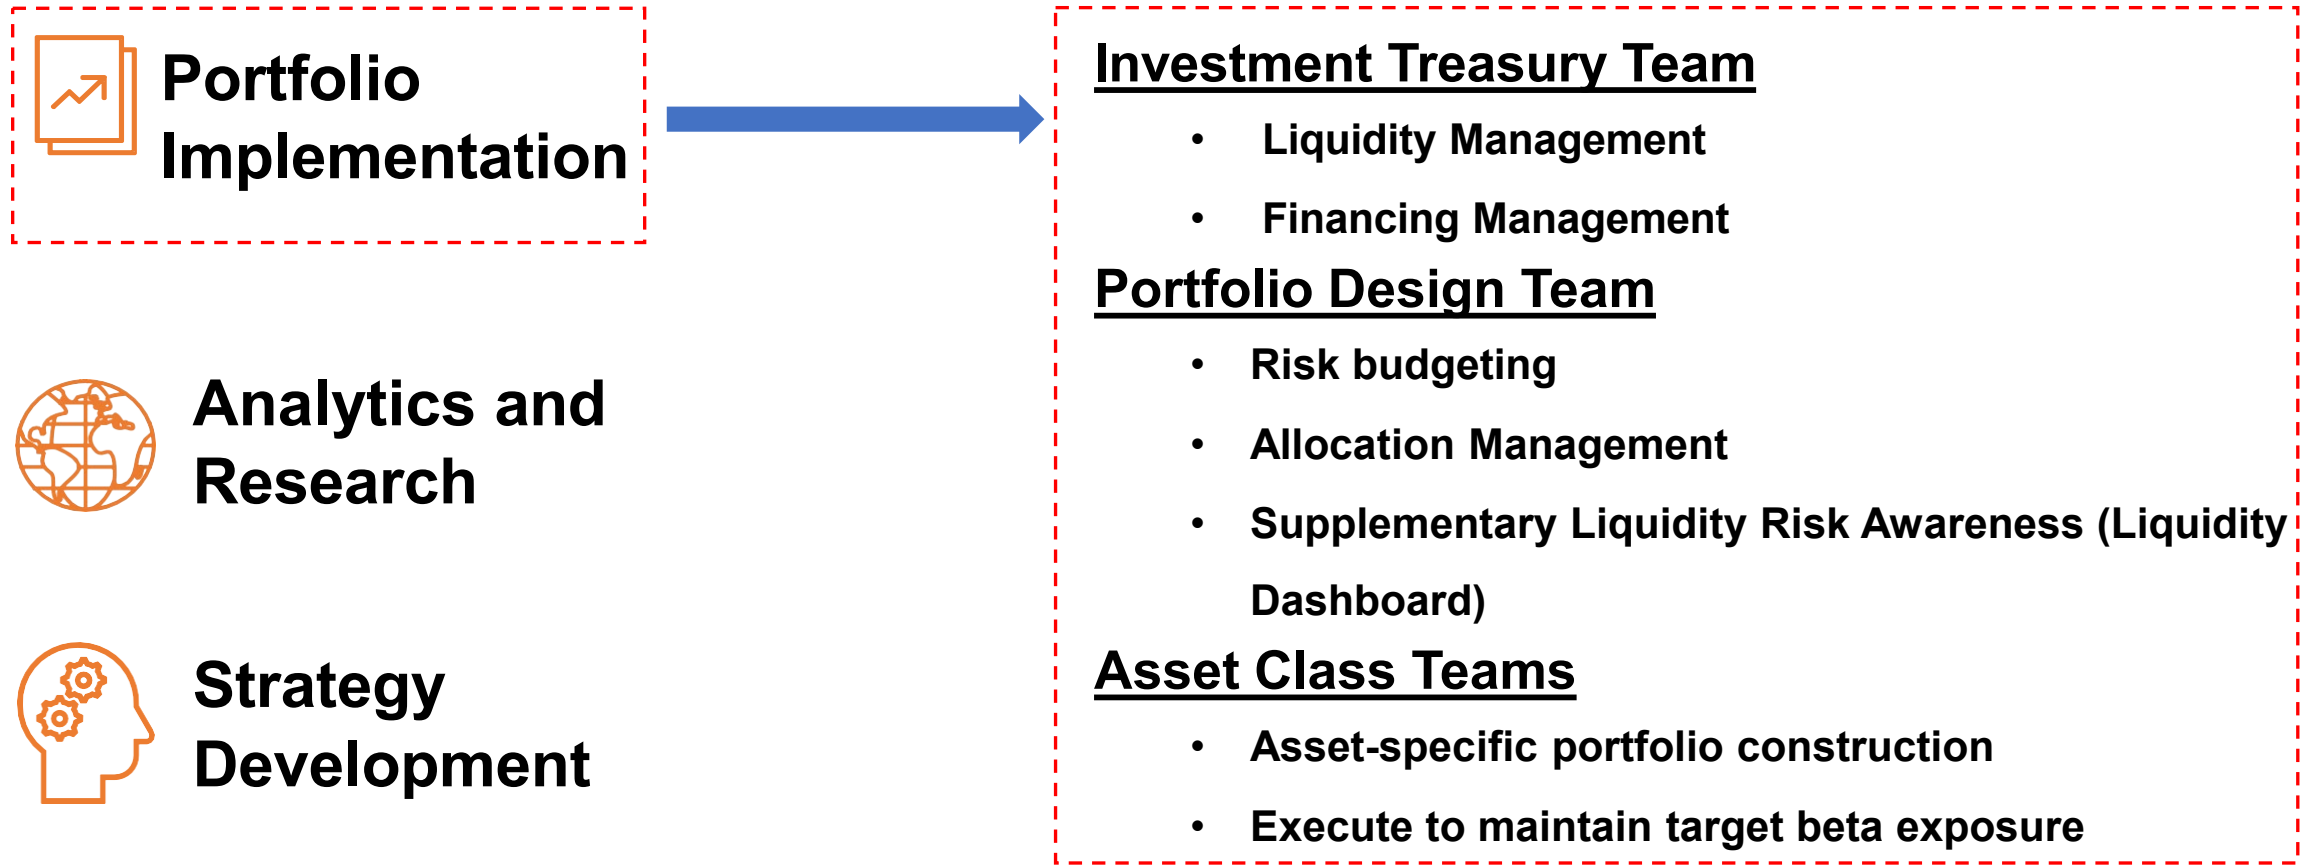 Portfolio
Implementation
Analytics and
Research
Strategy
Development
Investment Treasury Team
• Liquidity Management
• Financing Management
Portfolio Design Team
• Risk budgeting
• Allocation Management
• Supplementary Liquidity Risk Awareness (Liquidity
Dashboard)
Asset Class Teams
• Asset-specific portfolio construction
• Execute to maintain target beta exposure